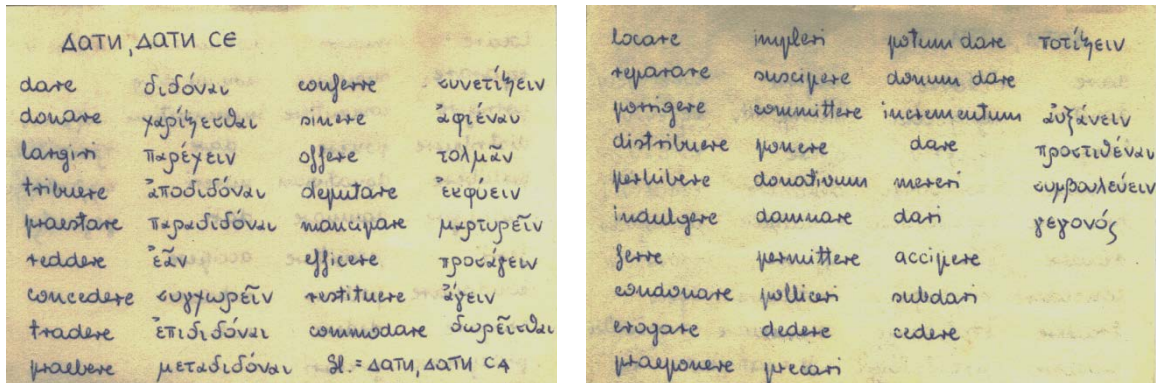 ДАТИ, ДАТИ СЕ
dare διδόναι conferre συνετίζειν
donare χαρίζεσθαι sinere ἀφιέναι
largiri παρέχειν offere τολμᾶν
tribuere ἀποδιδόναι deputare ἐκφύειν
praestare παραδιδόναι mancipare μαρτυρεῖν
reddere ἐᾶν efficere προσάγειν
concedere συγχωρεῖν restituere ἄγειν
tradere ἐπιδιδόναι commodare δωρεῖσθαι
praebere μεταδιδόναι Sl.= ДАТИ, ДАТИ СѦ
locare impleri potum dare ποτίζειν
reparare suscipere donum dare
porrigere committere incrementum αὐξάνειν
distribuere ponere dare προστιθέναι
perhibere donativum mereri συμβουλεύειν
indulgere damnare dari γεγονός
ferre permittere accipere
condonare polliceri subdari
erogare dedere cedere
praeponere precari